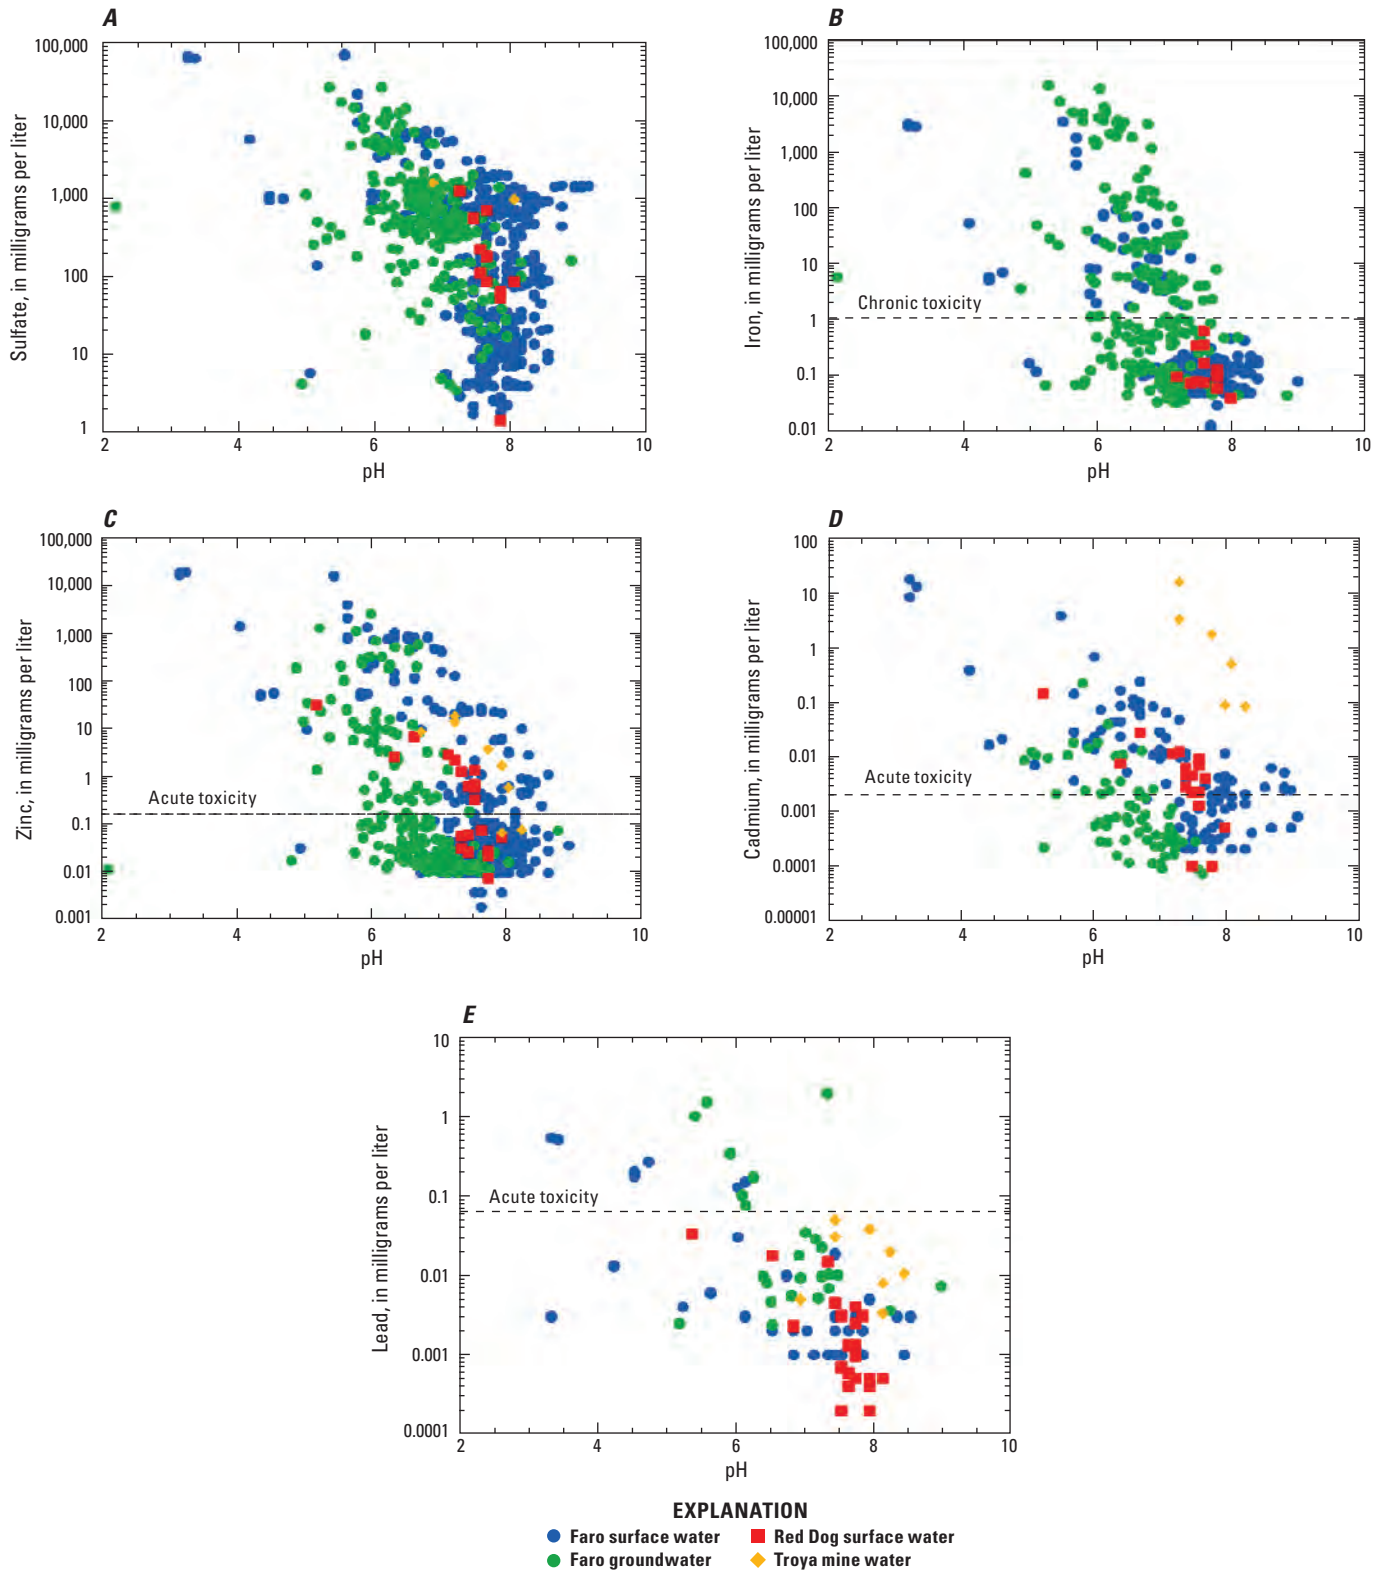 A
100,000
10,000
1,000
100
10
1
Sulfate, in milligrams per liter
2 4 6 8 10
pH
B
100,000
10,000
1,000
100
10
1
0.1
0.01
Iron, in milligrams per liter
Chronic toxicity
2 4 6 8 10
pH
C
100,000
10,000
1,000
100
10
1
0.1
0.01
0.001
Zinc, in milligrams per liter
Acute toxicity
2 4 6 8 10
pH
D
100
10
1
0.1
0.01
0.001
0.0001
0.00001
Cadmium, in milligrams per liter
Acute toxicity
2 4 6 8 10
pH
E
10
1
0.1
0.01
0.001
0.0001
Lead, in milligrams per liter
Acute toxicity
2 4 6 8 10
pH
EXPLANATION
Faro surface water
Red Dog surface water
Faro groundwater
Troya mine water